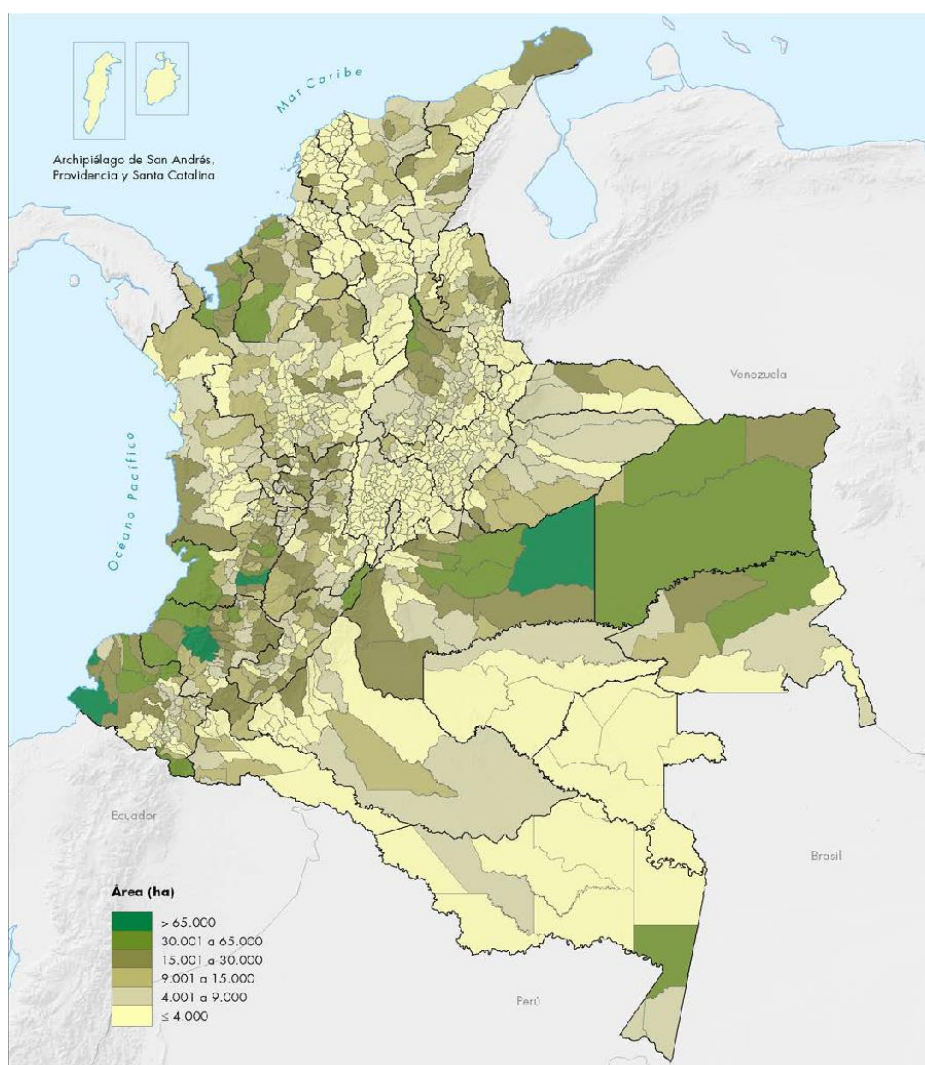 Mar Caribe
Archipiélago de San Andrés,
Providencia y Santa Catalina
Venezuela
Océano Pacífico
Ecuador
Brasil
Perú
Área (ha)
> 65.000
30.001 a 65.000
15.001 a 30.000
9.001 a 15.000
4.001 a 9.000
≤ 4.000